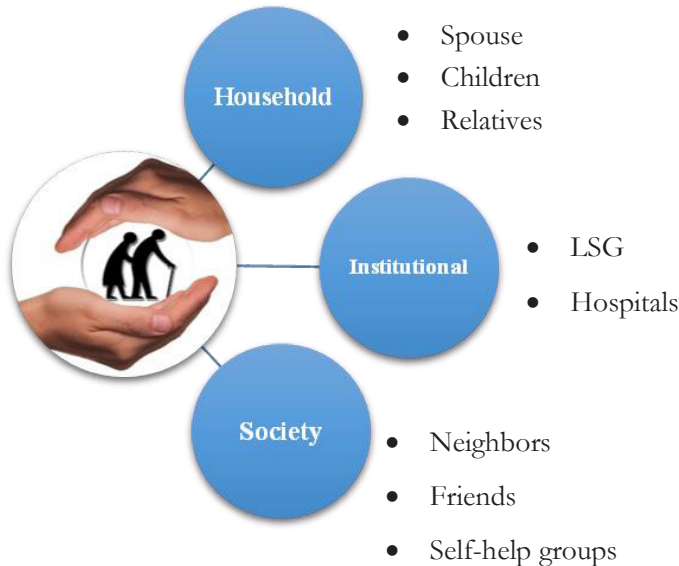 Household
• Spouse
• Children
• Relatives
Institutional
• LSG
• Hospitals
Society
• Neighbors
• Friends
• Self-help groups